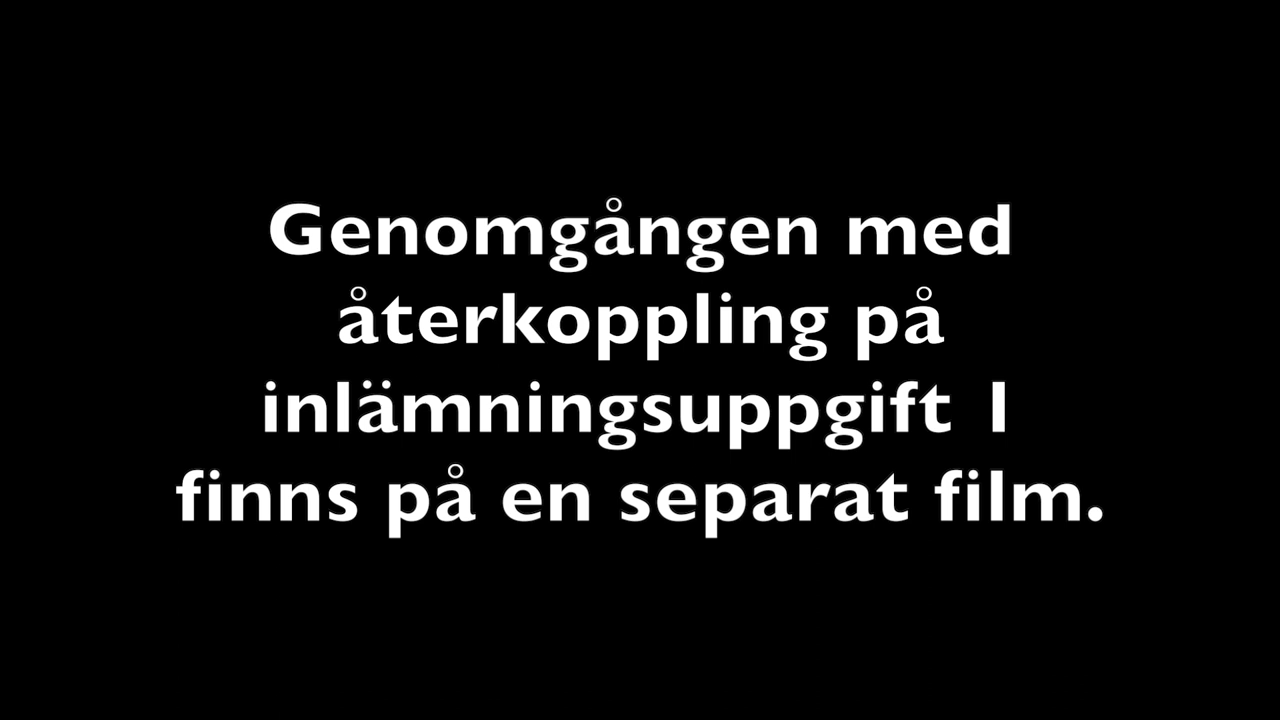 Genomgången med
återkoppling på
inlämningsuppgift 1
finns på en separat film.